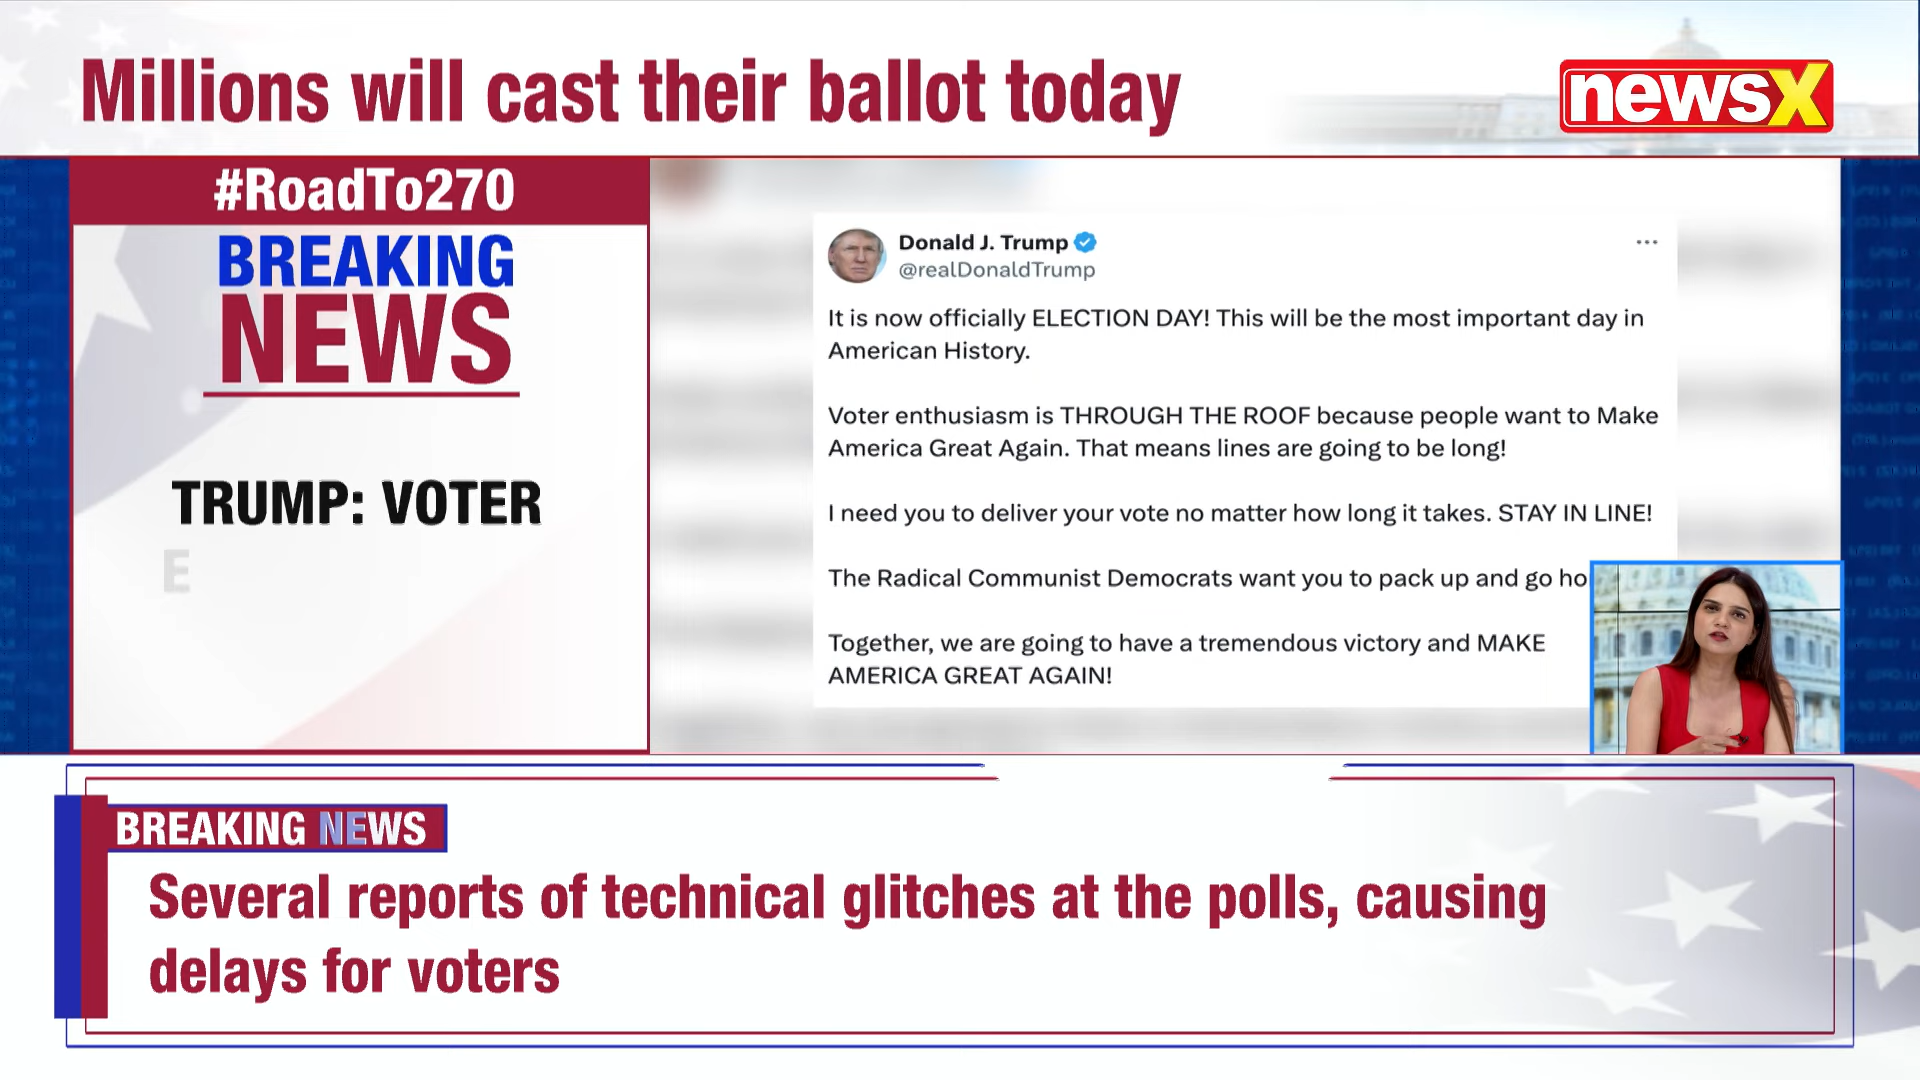 Millions will cast their ballot today
newsX
#RoadTo270
BREAKING
NEWS
TRUMP: VOTER
E
Donald J. Trump
@realDonaldTrump
It is now officially ELECTION DAY! This will be the most important day in
American History.
Voter enthusiasm is THROUGH THE ROOF because people want to Make
America Great Again. That means lines are going to be long!
I need you to deliver your vote no matter how long it takes. STAY IN LINE!
The Radical Communist Democrats want you to pack up and go ho
Together, we are going to have a tremendous victory and MAKE
AMERICA GREAT AGAIN!
BREAKING NEWS
Several reports of technical glitches at the polls, causing
delays for voters